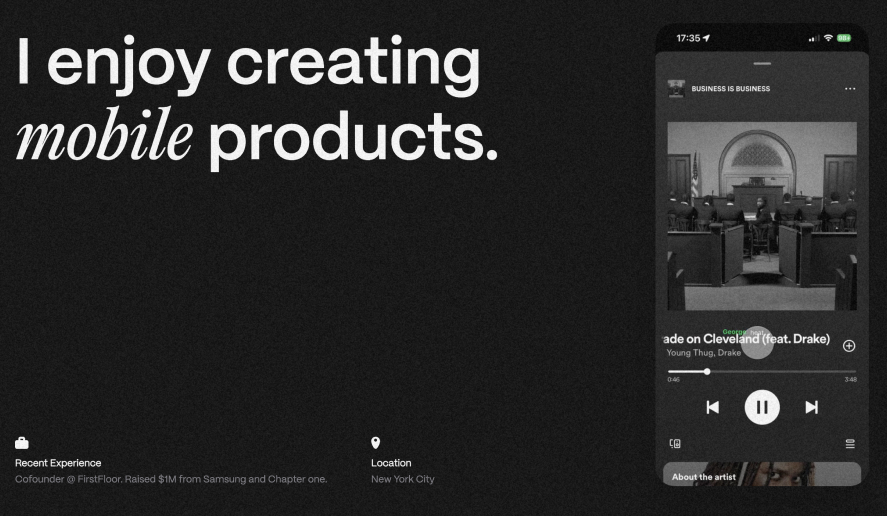 I enjoy creating
mobile products.
Recent Experience
Cofounder @ FirstFloor. Raised $1M from Samsung and Chapter one.
Location
New York City
17:35
BUSINESS IS BUSINESS
ade on Cleveland (feat. Drake)
Young Thug, Drake
0:46
3:48
About the artist